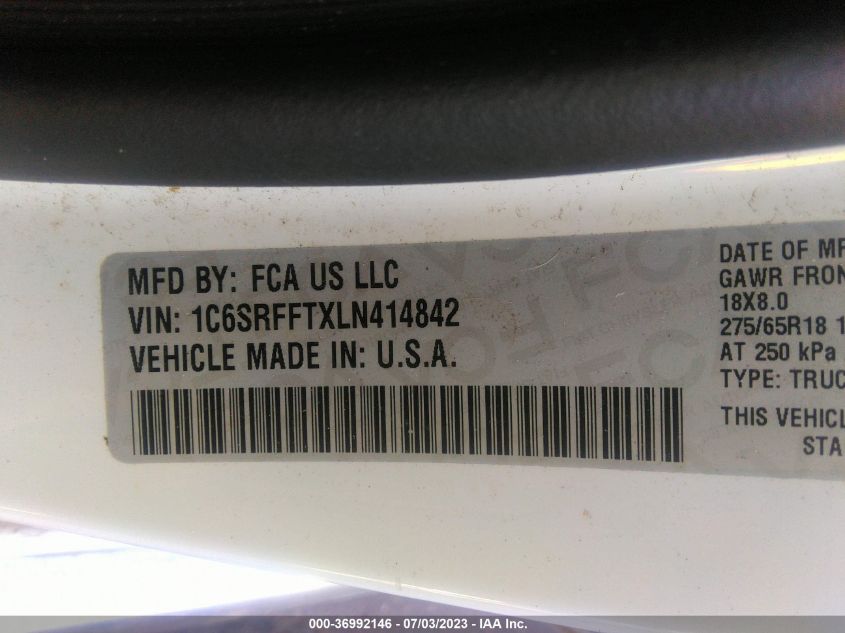 MFD BY: FCA US LLC
VIN: 1C6SRFFTXLN414842
VEHICLE MADE IN: U.S.A.
DATE OF MF
GAWR FRON
18X8.0
275/65R18 1
AT 250 kPa
TYPE: TRUC
THIS VEHICL
STA
000-36992146 - 07/03/2023 - IAA Inc.